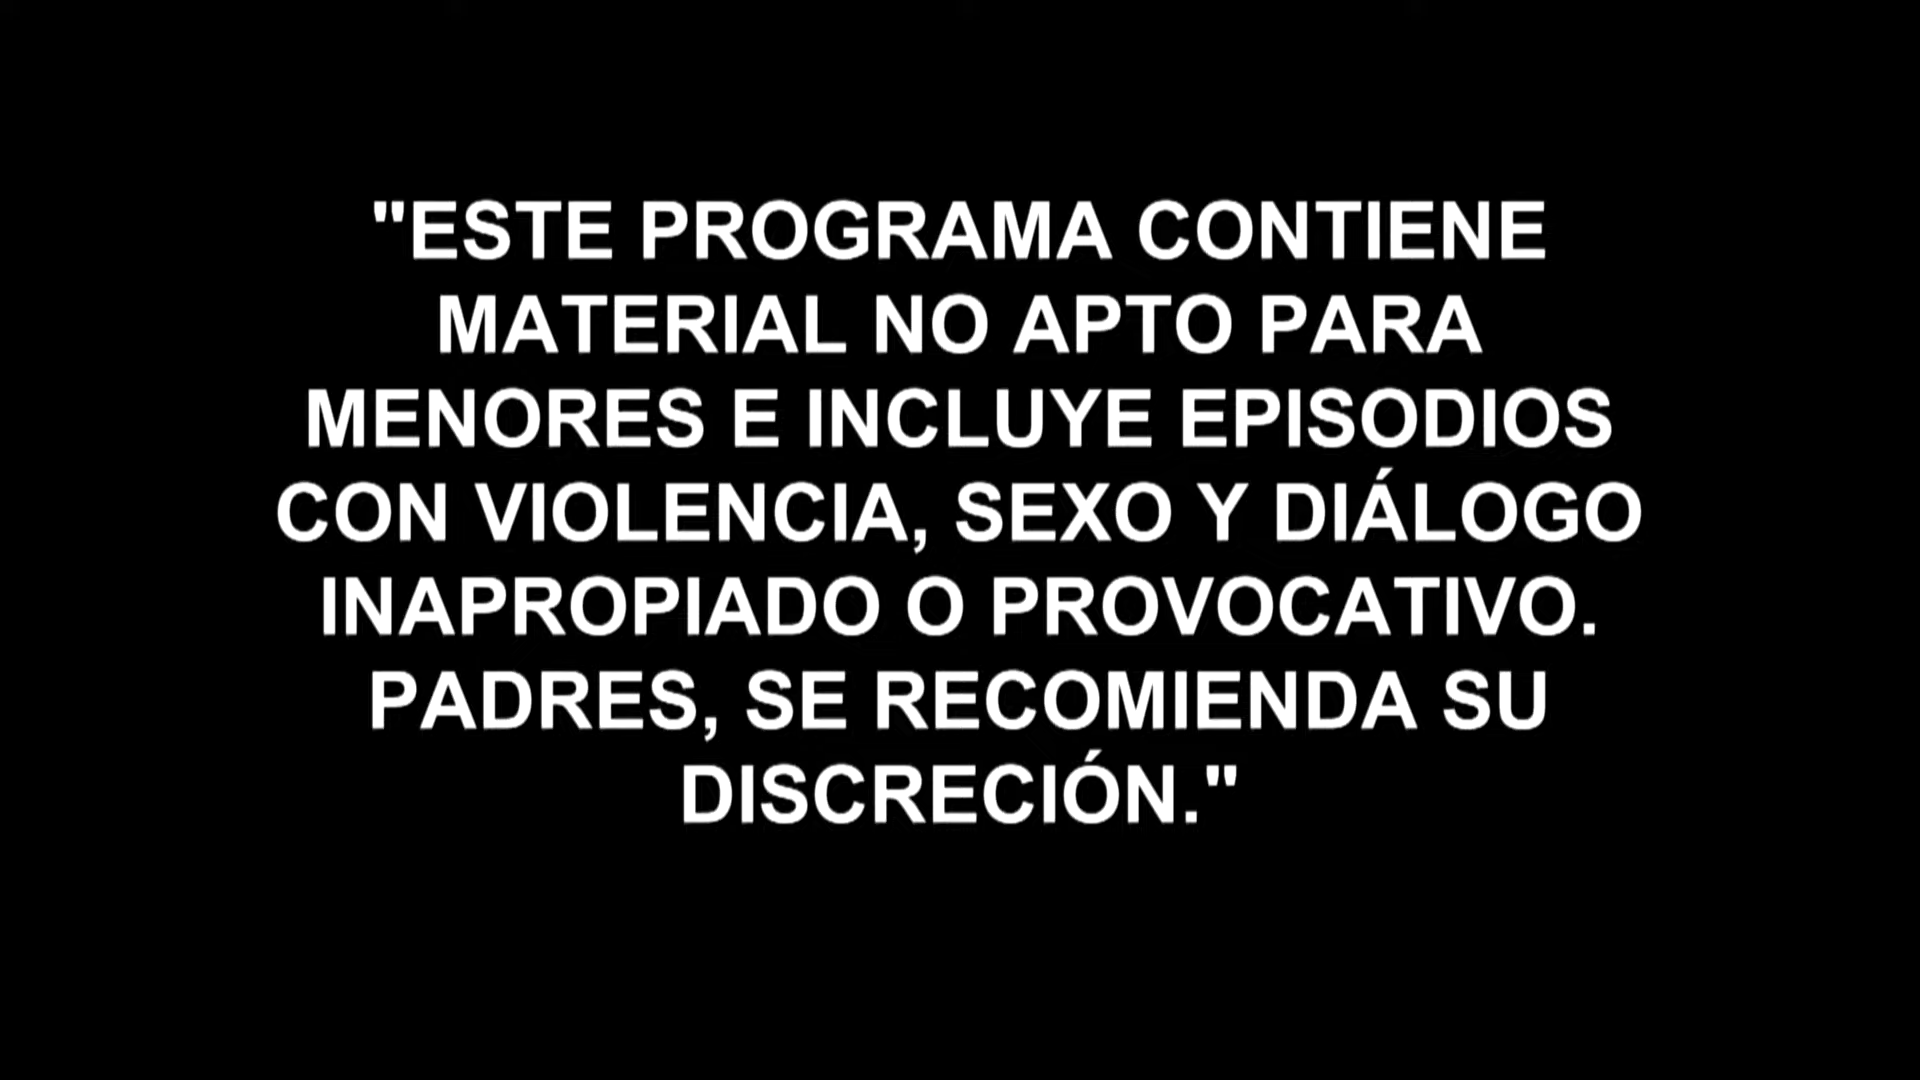 "ESTE PROGRAMA CONTIENE
MATERIAL NO APTO PARA
MENORES E INCLUYE EPISODIOS
CON VIOLENCIA, SEXO Y DIÁLOGO
INAPROPIADO O PROVOCATIVO.
PADRES, SE RECOMIENDA SU
DISCRECIÓN."